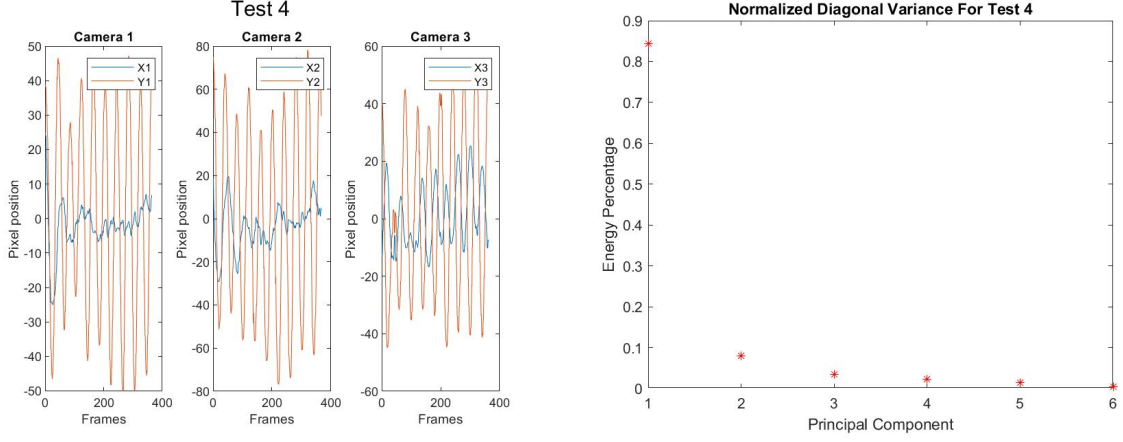 Test 4
Camera 1
Pixel position
50
40
30
20
10
0
-10
-20
-30
-40
-50
X1
Y1
0 200 400
Frames
Camera 2
Pixel position
80
60
40
20
0
-20
-40
-60
-80
X2
Y2
0 200 400
Frames
Camera 3
Pixel position
60
40
20
0
-20
-40
-60
X3
Y3
0 200 400
Frames
Normalized Diagonal Variance For Test 4
Energy Percentage
0.9
0.8
0.7
0.6
0.5
0.4
0.3
0.2
0.1
0
1 2 3 4 5 6
Principal Component